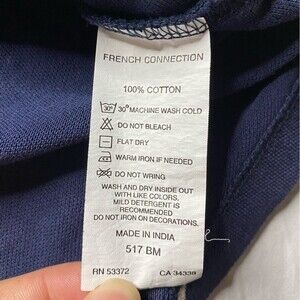 FRENCH CONNECTION
100% COTTON
30° MACHINE WASH COLD
DO NOT BLEACH
FLAT DRY
WARM IRON IF NEEDED
DO NOT WRING
WASH AND DRY INSIDE OUT
WITH LIKE COLORS.
MILD DETERGENT IS
RECOMMENDED
DO NOT IRON ON DECORATIONS.
MADE IN INDIA
517 BM
RN 53372 CA 34336